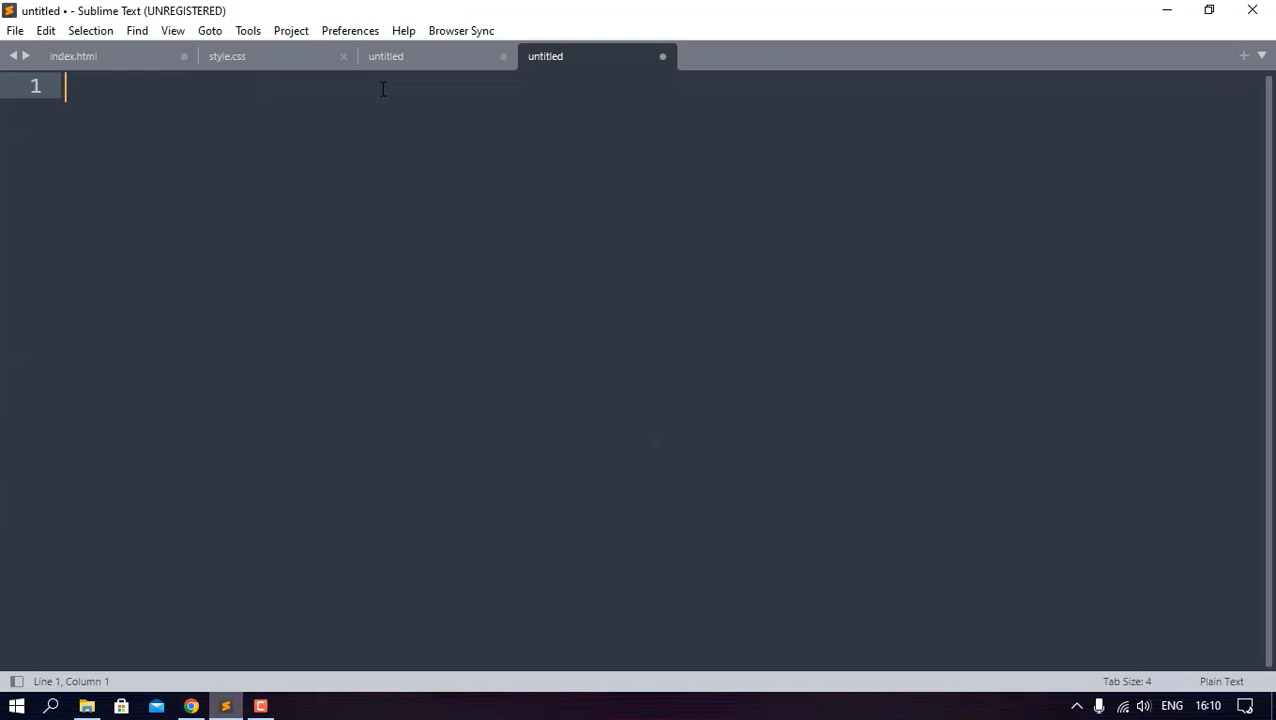 untitled • - Sublime Text (UNREGISTERED)
File Edit Selection Find View Goto Tools Project Preferences Help Browser Sync
index.html style.css untitled untitled
1
Line 1, Column 1 Tab Size: 4 Plain Text
ENG 16:10